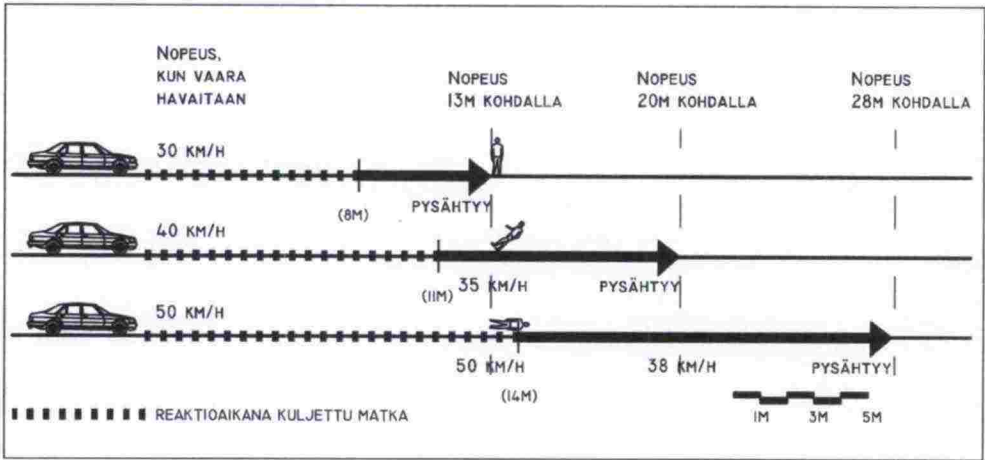 NOPEUS,
KUN VAARA
HAVAITAAN
NOPEUS
13M KOHDALLA
NOPEUS
20M KOHDALLA
NOPEUS
28M KOHDALLA
30 KM/H
(8M)
PYSÄHTYY
40 KM/H
(11M)
35 KM/H
PYSÄHTYY
50 KM/H
50 KM/H
38 KM/H
PYSÄHTYY
(14M)
REAKTIOAIKANA KULJETTU MATKA
1M 3M 5M